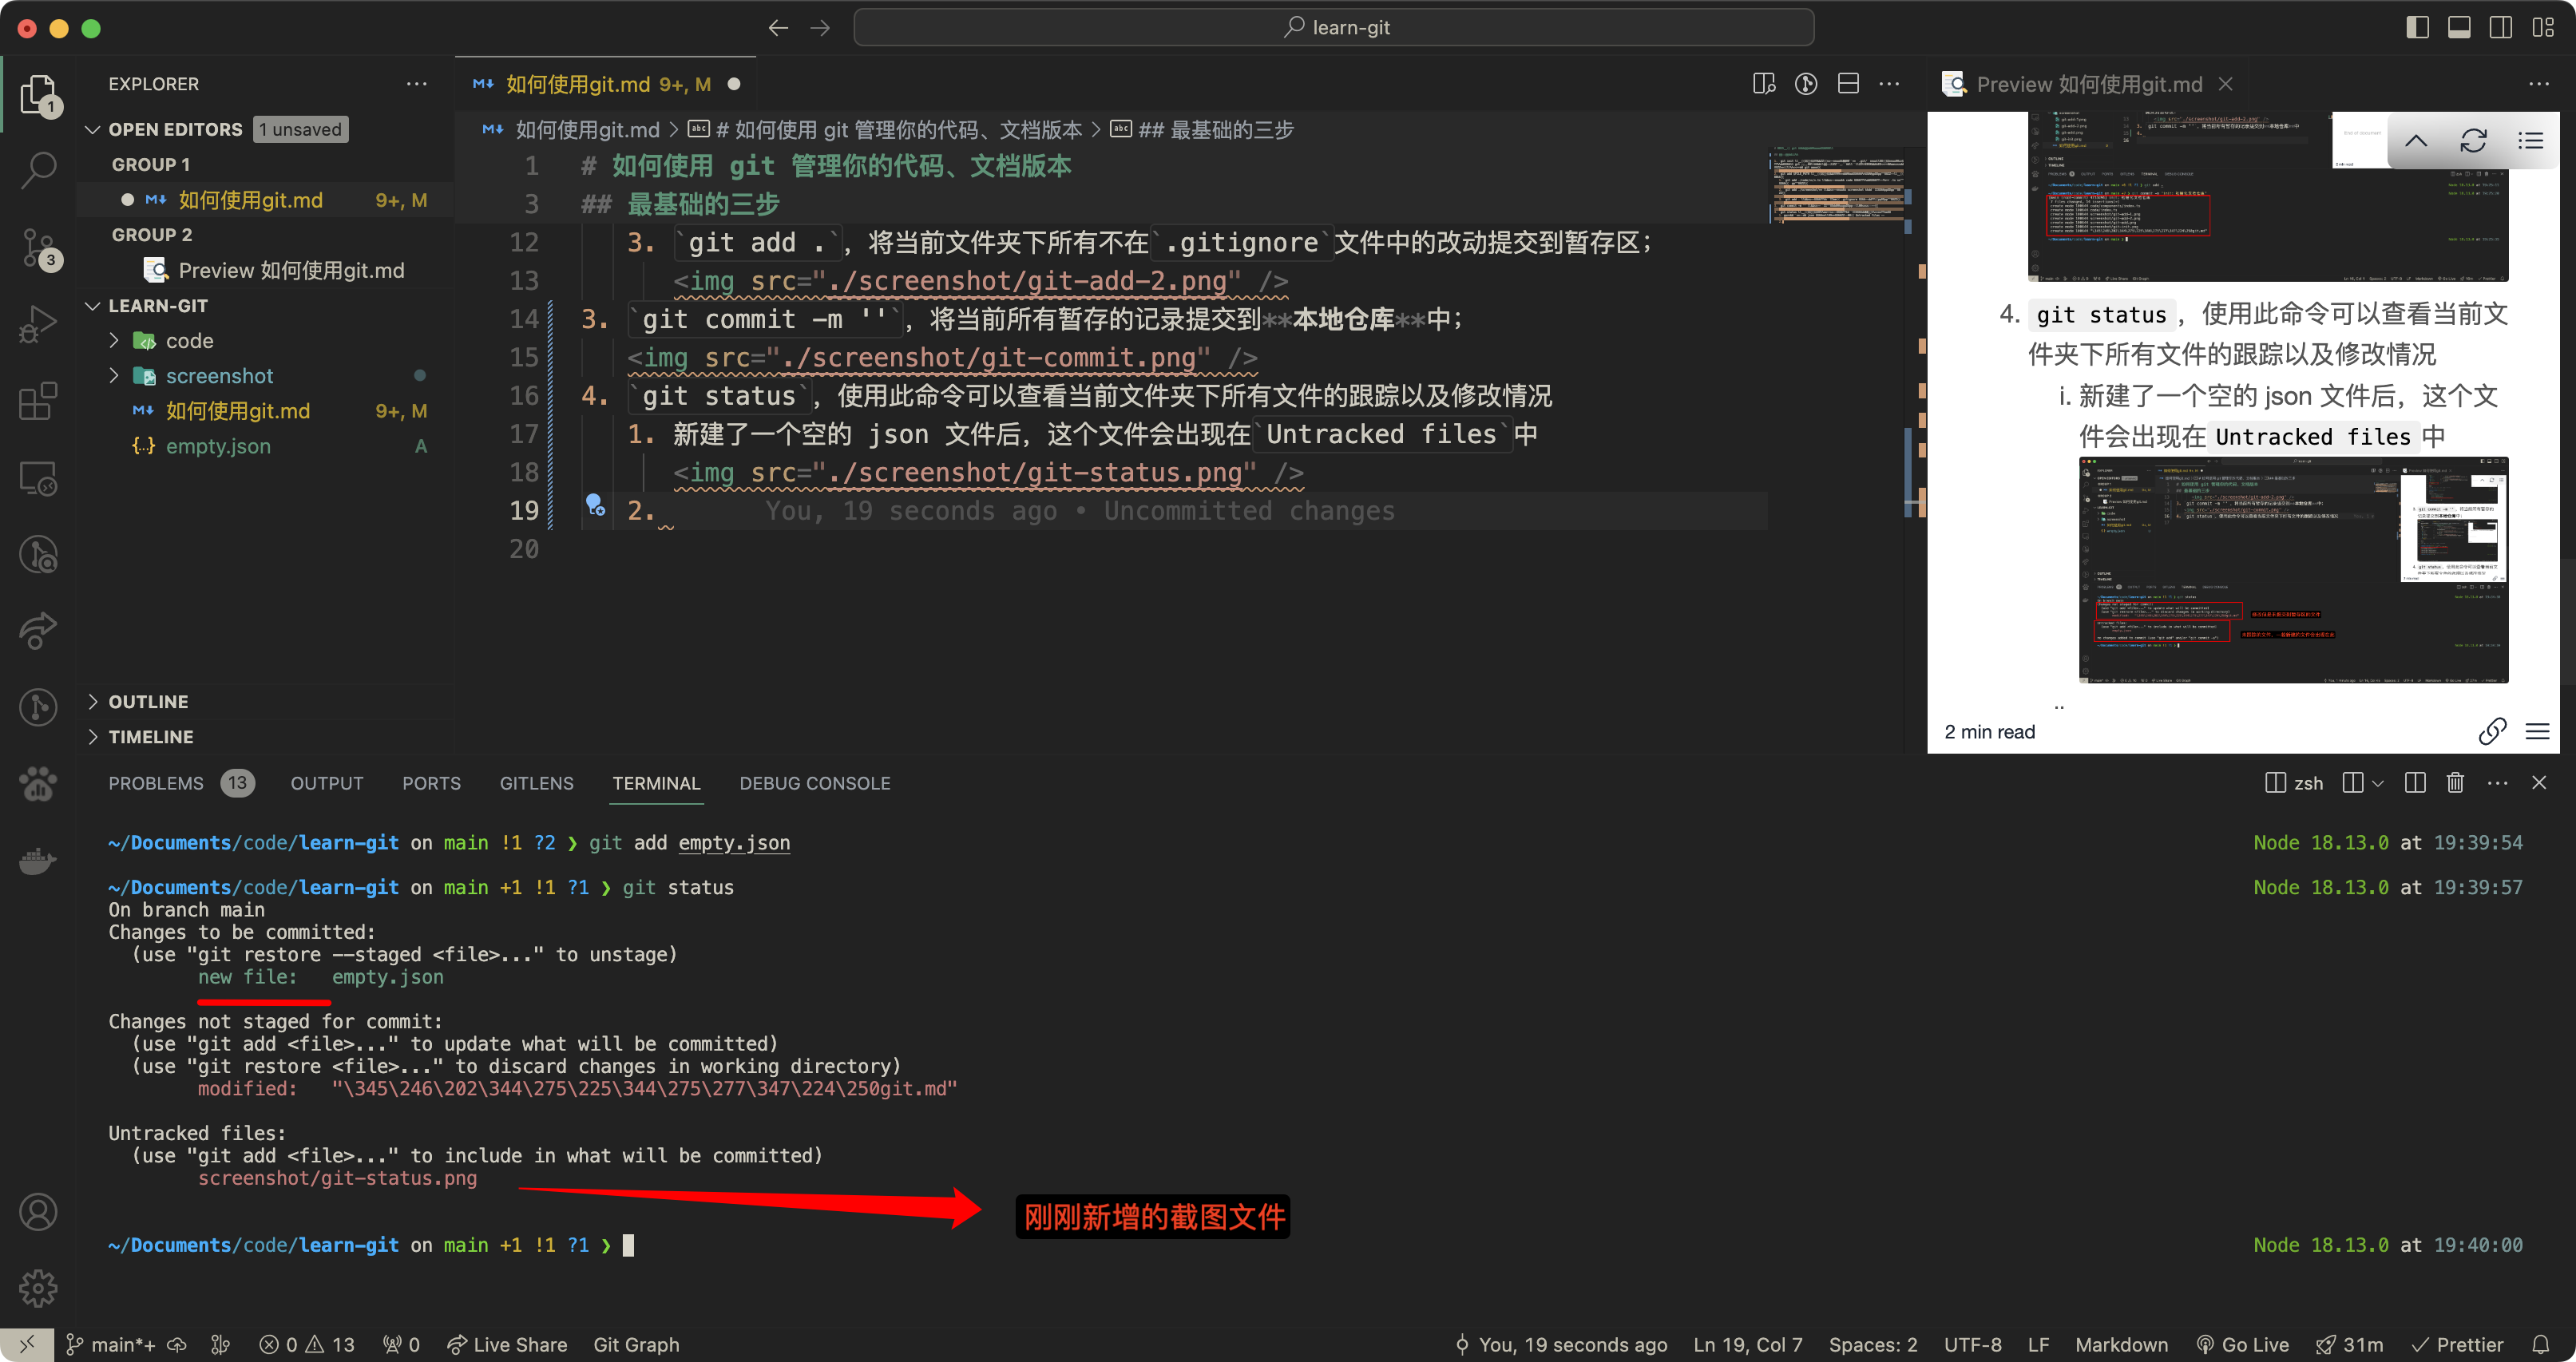 learn-git
EXPLORER
OPEN EDITORS 1 unsaved
GROUP 1
如何使用git.md 9+, M
GROUP 2
Preview 如何使用git.md
LEARN-GIT
code
screenshot
如何使用git.md 9+, M
empty.json A
OUTLINE
TIMELINE
1
3
如何使用git.md 9+, M
如何使用git.md > # 如何使用 git 管理你的代码、文档版本 > ## 最基础的三步
1 # 如何使用 git 管理你的代码、文档版本
3 ## 最基础的三步
12 3. `git add .`，将当前文件夹下所有不在`.gitignore`文件中的改动提交到暂存区；
13 <img src="./screenshot/git-add-2.png" />
14 3. `git commit -m ''`，将当前所有暂存的记录提交到**本地仓库**中；
15 <img src="./screenshot/git-commit.png" />
16 4. `git status`，使用此命令可以查看当前文件夹下所有文件的跟踪以及修改情况
17 1. 新建了一个空的 json 文件后，这个文件会出现在`Untracked files`中
18 <img src="./screenshot/git-status.png" />
19 2. You, 19 seconds ago • Uncommitted changes
20
Preview 如何使用git.md
4. git status，使用此命令可以查看当前文
件夹下所有文件的跟踪以及修改情况
i. 新建了一个空的 json 文件后，这个文
件会出现在 Untracked files 中
2 min read
PROBLEMS 13 OUTPUT PORTS GITLENS TERMINAL DEBUG CONSOLE
zsh
~/Documents/code/learn-git on main !1 ?2 ❯ git add empty.json Node 18.13.0 at 19:39:54
~/Documents/code/learn-git on main +1 !1 ?1 ❯ git status Node 18.13.0 at 19:39:57
On branch main
Changes to be committed:
(use "git restore --staged <file>..." to unstage)
new file: empty.json
Changes not staged for commit:
(use "git add <file>..." to update what will be committed)
(use "git restore <file>..." to discard changes in working directory)
modified: "\345\246\202\344\275\225\344\275\277\347\224\250git.md"
Untracked files:
(use "git add <file>..." to include in what will be committed)
screenshot/git-status.png
刚刚新增的截图文件
~/Documents/code/learn-git on main +1 !1 ?1 ❯ Node 18.13.0 at 19:40:00
main*+ 0 13 0 Live Share Git Graph You, 19 seconds ago Ln 19, Col 7 Spaces: 2 UTF-8 LF Markdown Go Live 31m Prettier